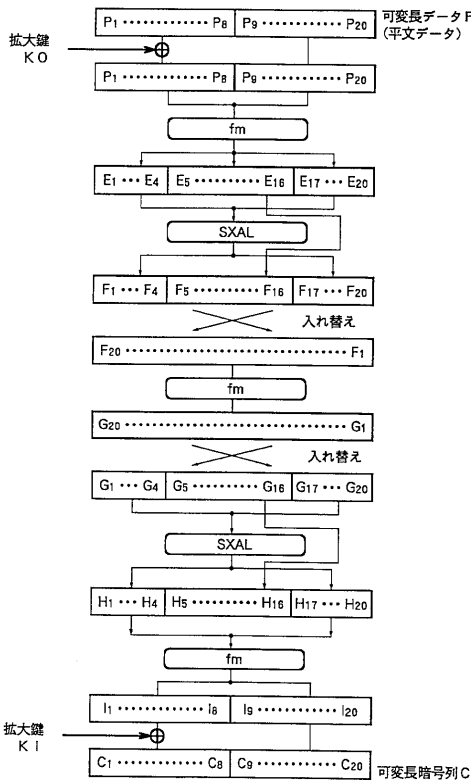 P1 ············ P8 P9 ············ P20 可変長データP
(平文データ)
拡大鍵
K0
P1 ············ P8 P9 ············ P20
fm
E1 ··· E4 E5 ·········· E16 E17 ··· E20
SXAL
F1 ··· F4 F5 ·········· F16 F17 ··· F20
入れ替え
F20 ·································· F1
fm
G20 ·································· G1
入れ替え
G1 ··· G4 G5 ·········· G16 G17 ··· G20
SXAL
H1 ··· H4 H5 ·········· H16 H17 ··· H20
fm
I1 ············ I8 I9 ············ I20
拡大鍵
K1
C1 ············ C8 C9 ············ C20 可変長暗号列C